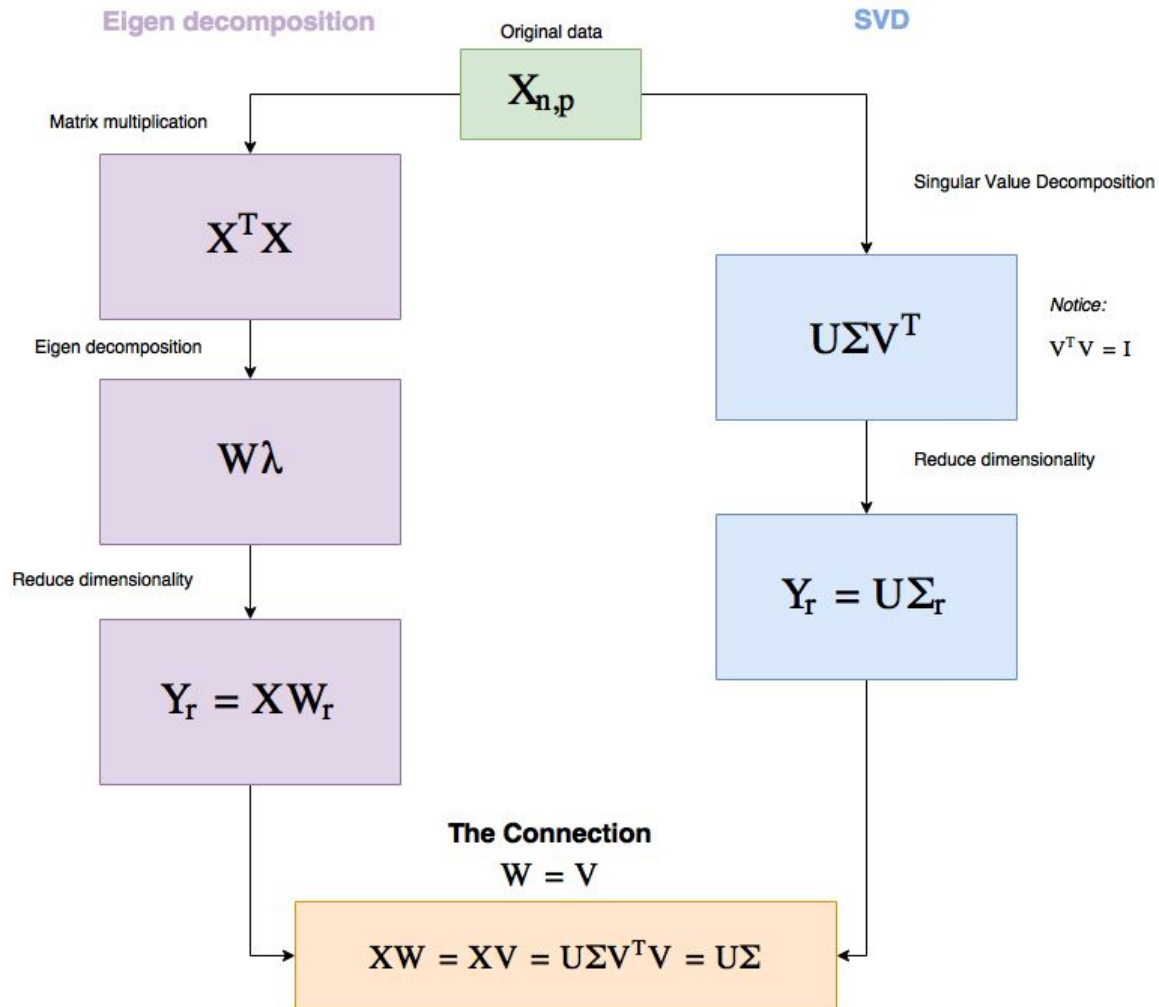 Eigen decomposition
SVD
Original data
Xn,p
Matrix multiplication
XᵀX
Singular Value Decomposition
Eigen decomposition
UΣVᵀ
Notice:
VᵀV = I
Wλ
Reduce dimensionality
Reduce dimensionality
Yr = UΣr
Yr = XWr
The Connection
W = V
XW = XV = UΣVᵀV = UΣ